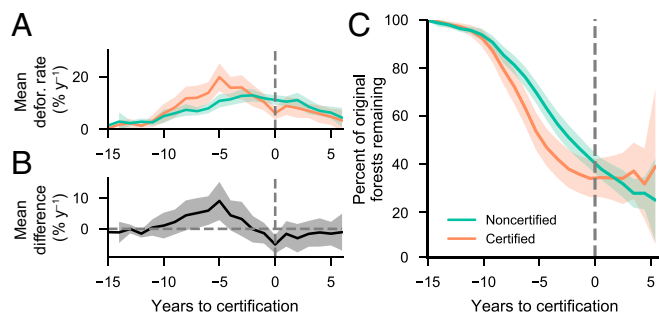 A
Mean
defor. rate
(% y⁻¹)
20
10
0
−15 −10 −5 0 5
B
Mean
difference
(% y⁻¹)
10
0
−15 −10 −5 0 5
Years to certification
C
Percent of original
forests remaining
100
80
60
40
20
0
Noncertified
Certified
−15 −10 −5 0 5
Years to certification